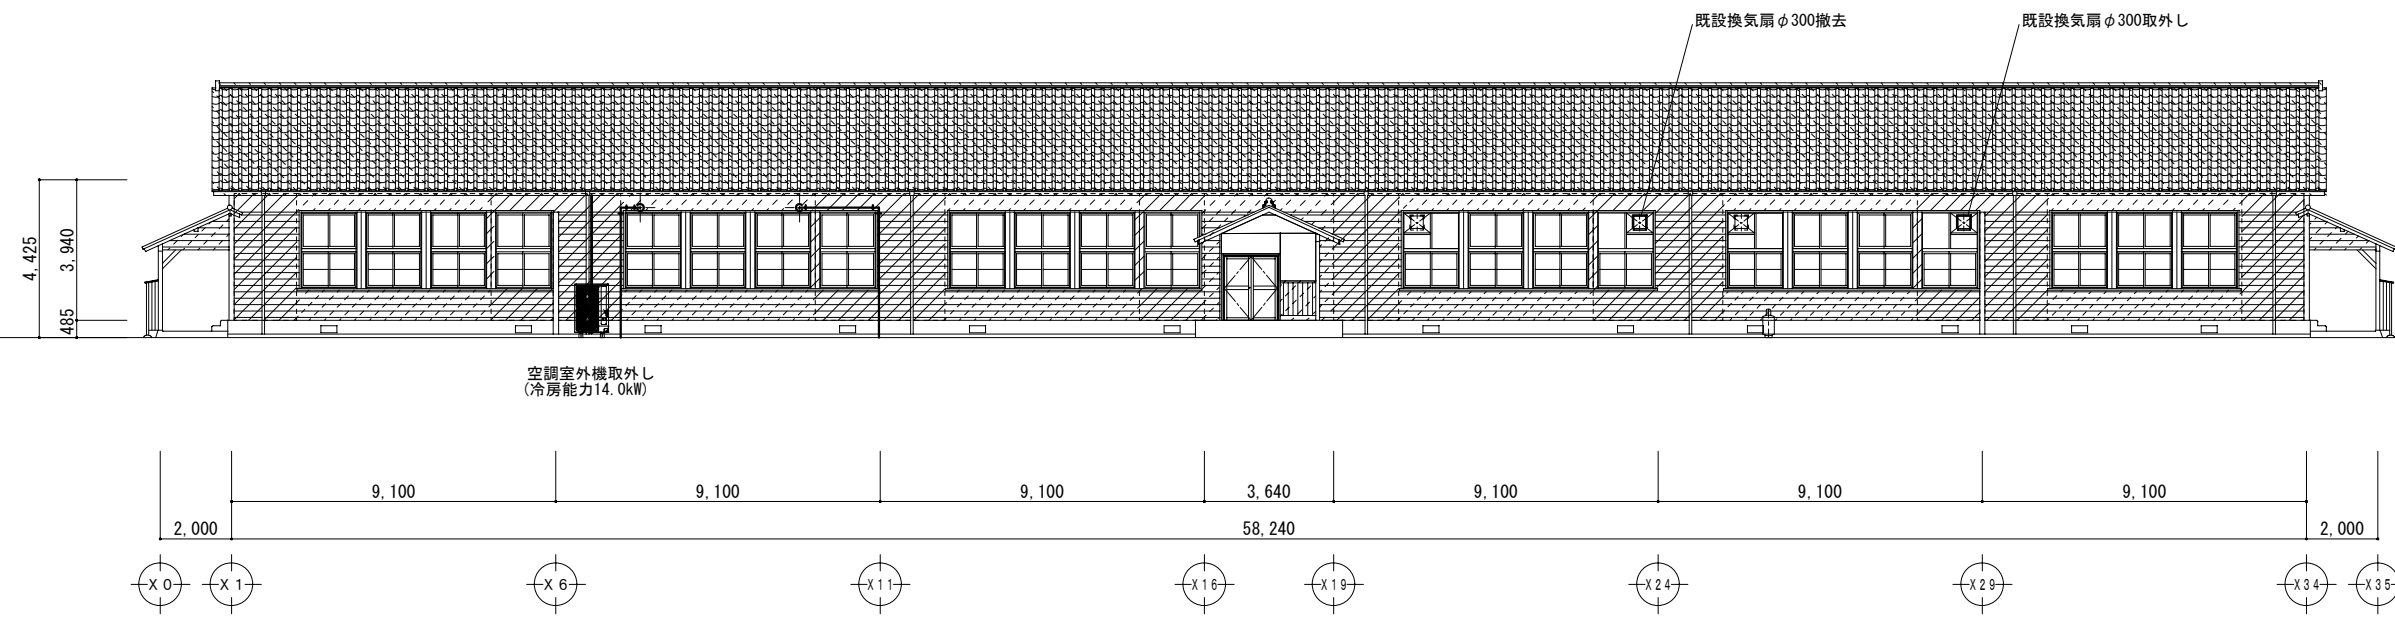 既設換気扇φ300撤去
既設換気扇φ300取外し
4,425
3,940
485
空調室外機取外し
(冷房能力14.0kW)
9,100
9,100
9,100
3,640
9,100
9,100
9,100
2,000
58,240
2,000
X0
X1
X6
X11
X16
X19
X24
X29
X34
X35